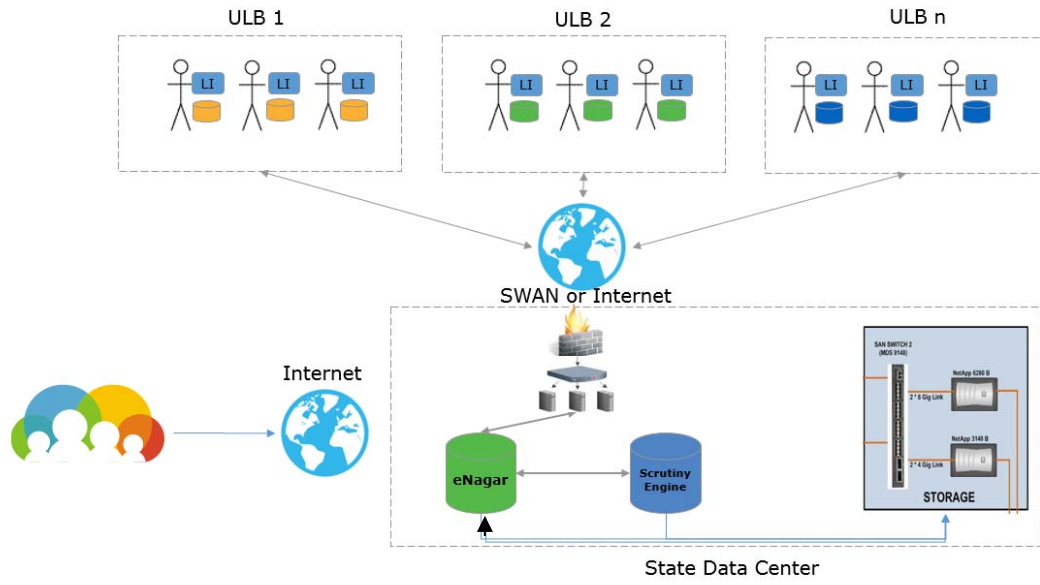 ULB 1
ULB 2
ULB n
LI
LI
LI
LI
LI
LI
LI
LI
LI
SWAN or Internet
Internet
eNagar
Scrutiny
Engine
SAN SWITCH 2
(MDS 9148)
NetApp 6280 B
2 * 8 Gig Link
NetApp 3140 B
2 * 4 Gig Link
STORAGE
State Data Center